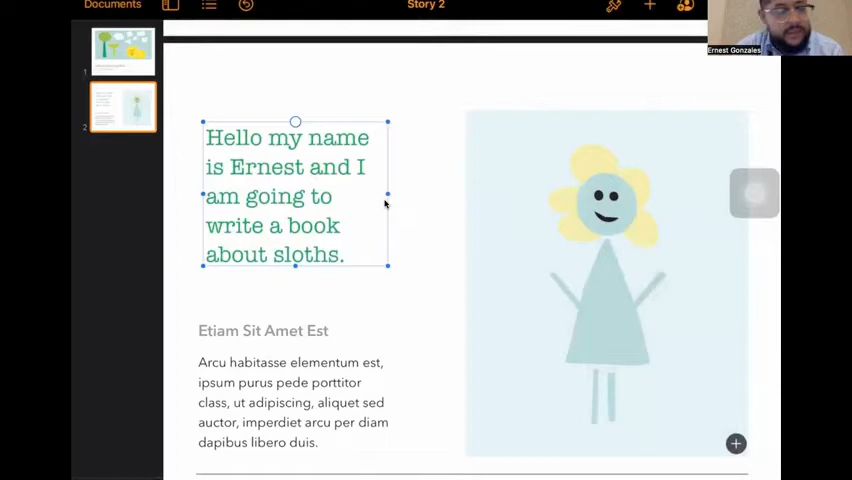 Documents
Story 2
Ernest Gonzales
1
2
Hello my name
is Ernest and I
am going to
write a book
about sloths.
Etiam Sit Amet Est
Arcu habitasse elementum est,
ipsum purus pede porttitor
class, ut adipiscing, aliquet sed
auctor, imperdiet arcu per diam
dapibus libero duis.